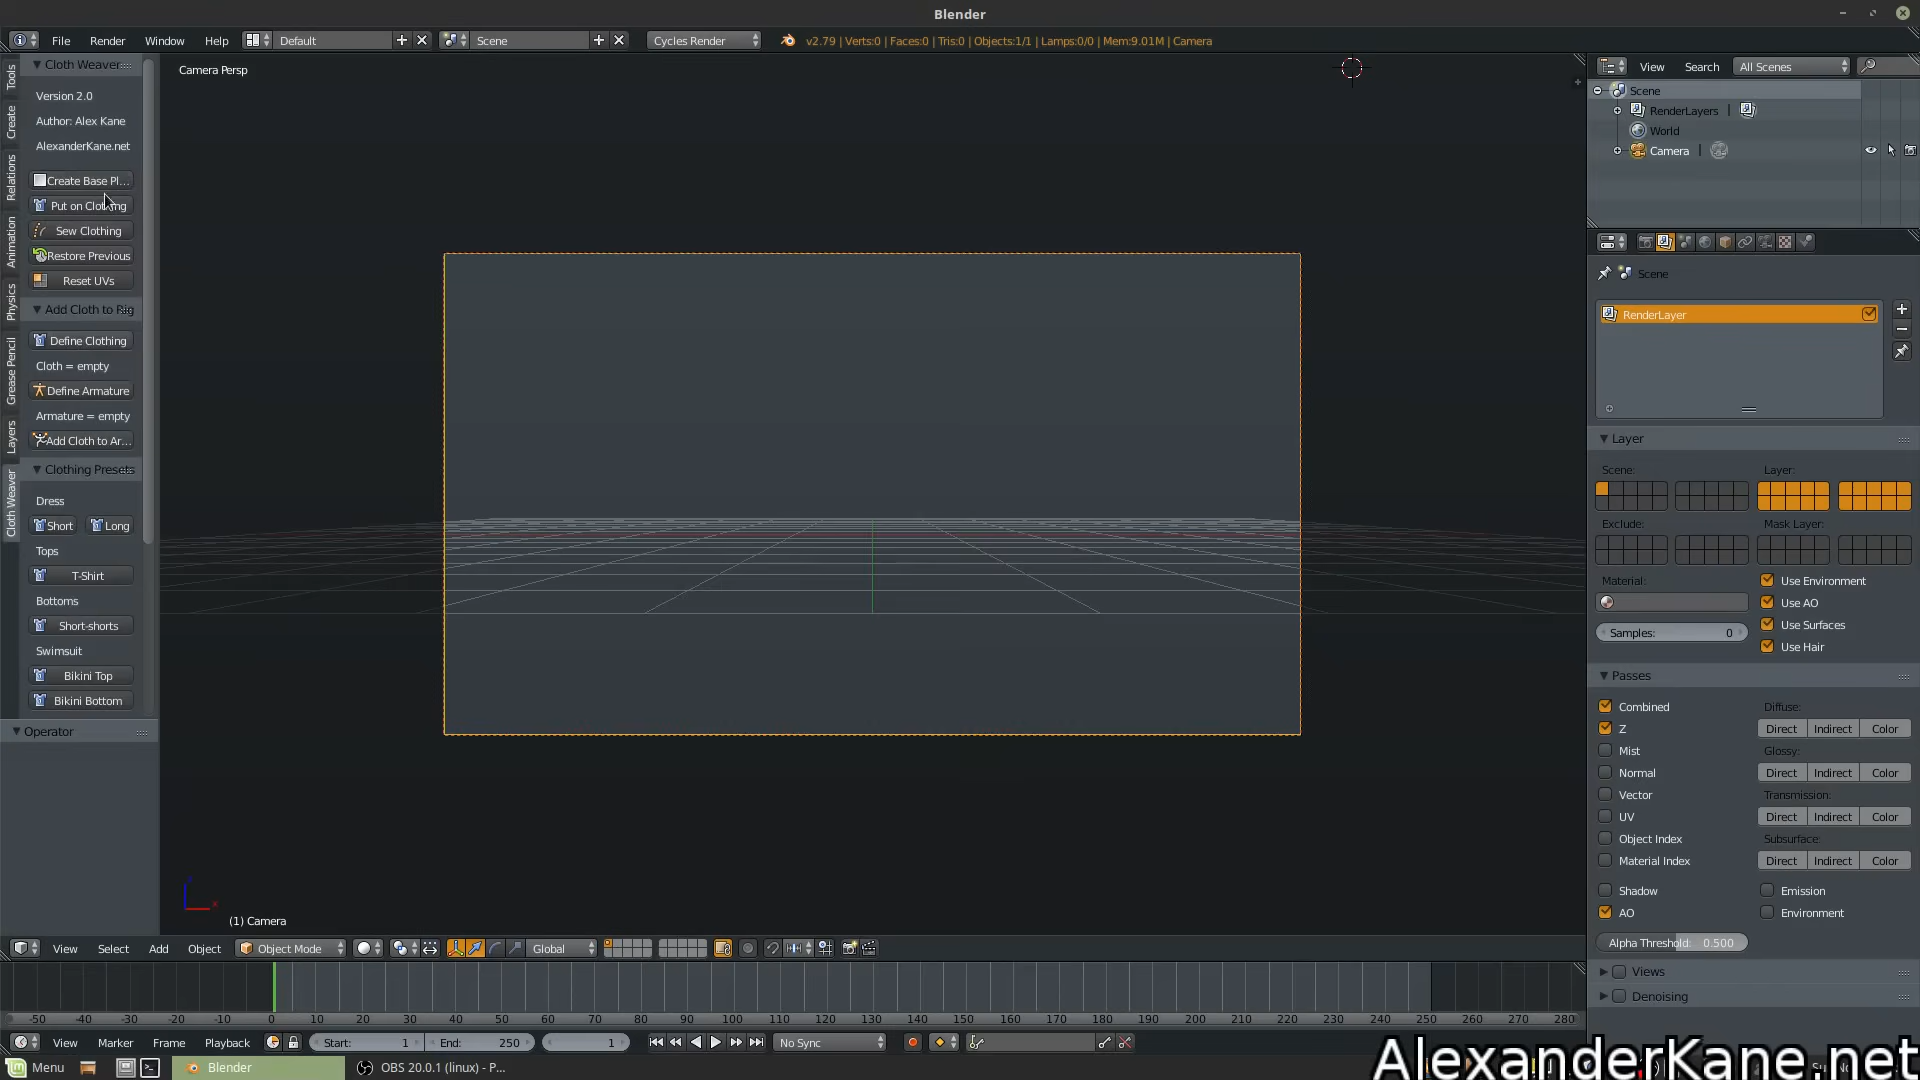 Blender
File Render Window Help Default Scene Cycles Render v2.79 | Verts:0 | Faces:0 | Tris:0 | Objects:1/1 | Lamps:0/0 | Mem:9.01M | Camera
Cloth Weaver
Version 2.0
Author: Alex Kane
AlexanderKane.net
Create Base Pl...
Put on Clothing
Sew Clothing
Restore Previous
Reset UVs
Add Cloth to Rig
Define Clothing
Cloth = empty
Define Armature
Armature = empty
Add Cloth to Ar...
Clothing Presets
Dress
Short Long
Tops
T-Shirt
Bottoms
Short-shorts
Swimsuit
Bikini Top
Bikini Bottom
Operator
Tools
Create
Relations
Animation
Physics
Grease Pencil
Layers
Cloth Weaver
Camera Persp
(1) Camera
View Search All Scenes
Scene
RenderLayers
World
Camera
Scene
RenderLayer
Layer
Scene: Layer:
Exclude: Mask Layer:
Material: Use Environment
Use AO
Samples: 0 Use Surfaces
Use Hair
Passes
Combined Diffuse:
Z Direct Indirect Color
Mist Glossy:
Normal Direct Indirect Color
Vector Transmission:
UV Direct Indirect Color
Object Index Subsurface:
Material Index Direct Indirect Color
Shadow Emission
AO Environment
Alpha Threshold: 0.500
Views
Denoising
View Select Add Object Object Mode Global
-50 -40 -30 -20 -10 0 10 20 30 40 50 60 70 80 90 100 110 120 130 140 150 160 170 180 190 200 210 220 230 240 250 260 270 280
View Marker Frame Playback Start: 1 End: 250 1 No Sync
Menu Blender OBS 20.0.1 (linux) - P...
AlexanderKane.net